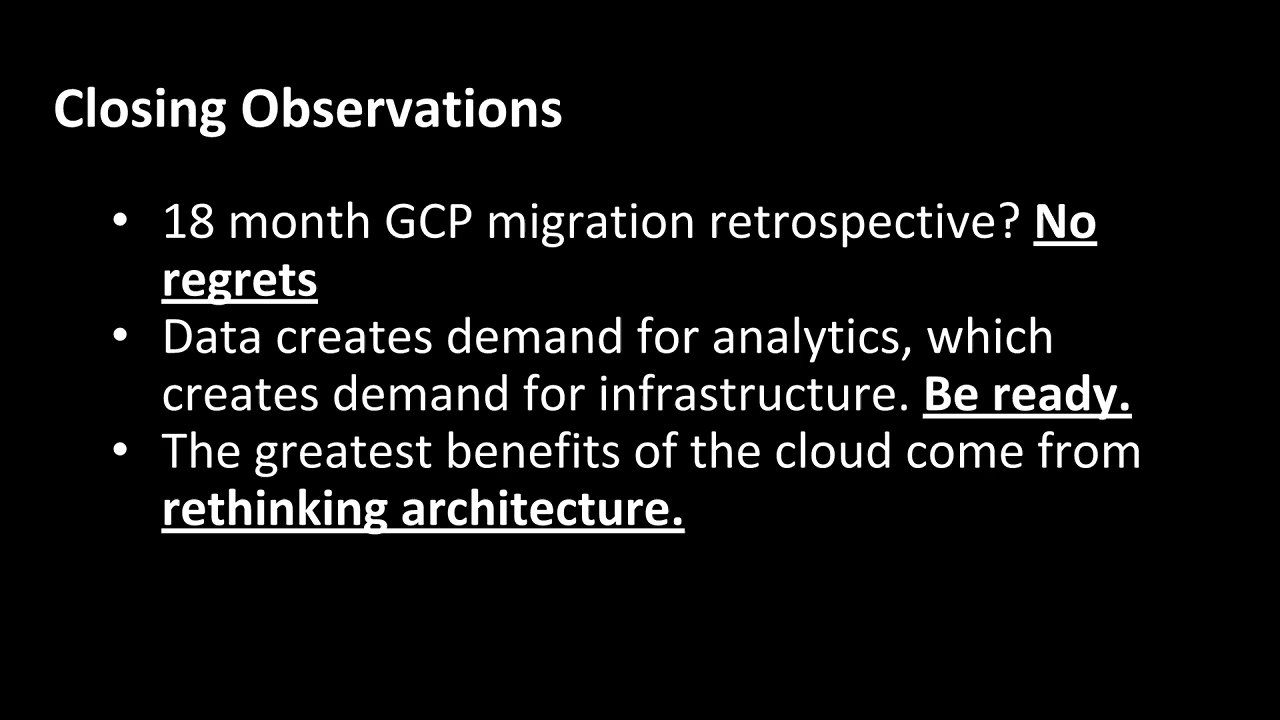 Closing Observations
• 18 month GCP migration retrospective? No
regrets
• Data creates demand for analytics, which
creates demand for infrastructure. Be ready.
• The greatest benefits of the cloud come from
rethinking architecture.